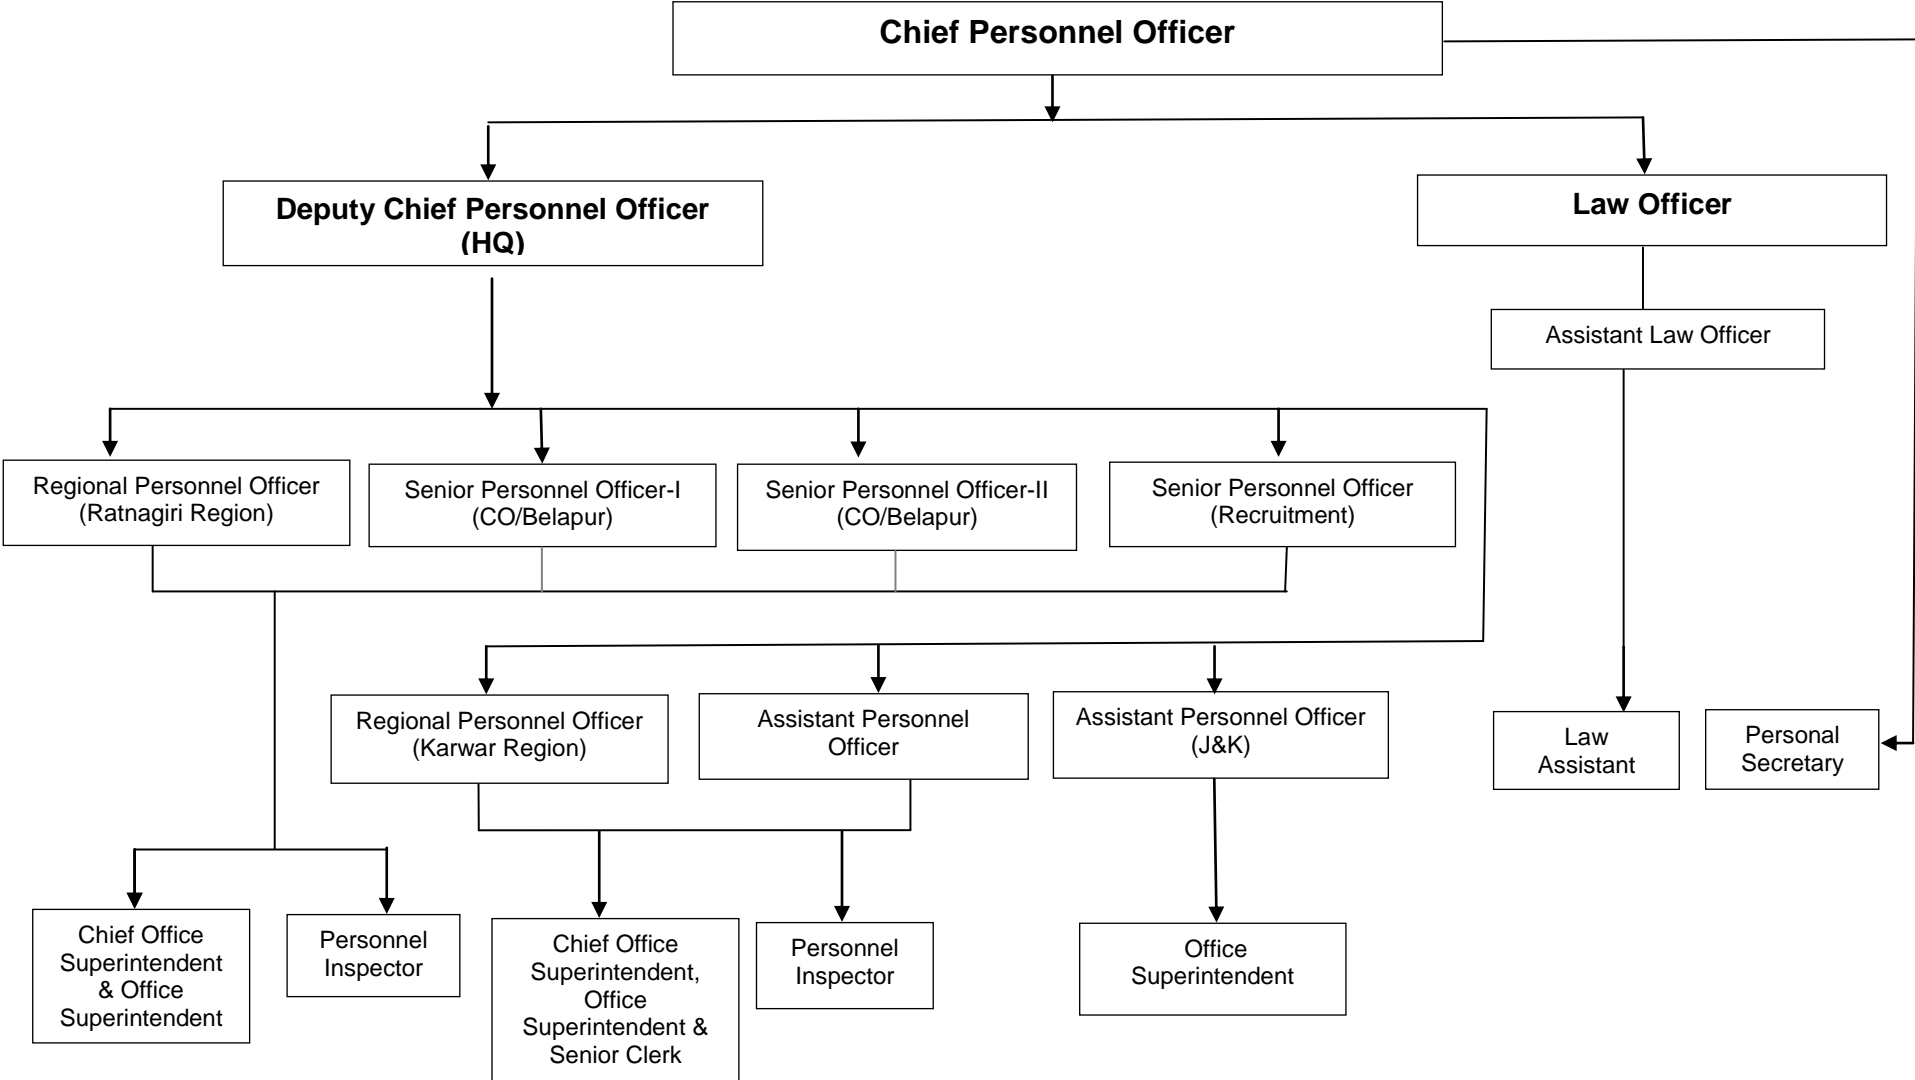 Chief Personnel Officer
Deputy Chief Personnel Officer
(HQ)
Law Officer
Assistant Law Officer
Regional Personnel Officer
(Ratnagiri Region)
Senior Personnel Officer-I
(CO/Belapur)
Senior Personnel Officer-II
(CO/Belapur)
Senior Personnel Officer
(Recruitment)
Regional Personnel Officer
(Karwar Region)
Assistant Personnel
Officer
Assistant Personnel Officer
(J&K)
Law
Assistant
Personal
Secretary
Chief Office
Superintendent
& Office
Superintendent
Personnel
Inspector
Chief Office
Superintendent,
Office
Superintendent &
Senior Clerk
Personnel
Inspector
Office
Superintendent